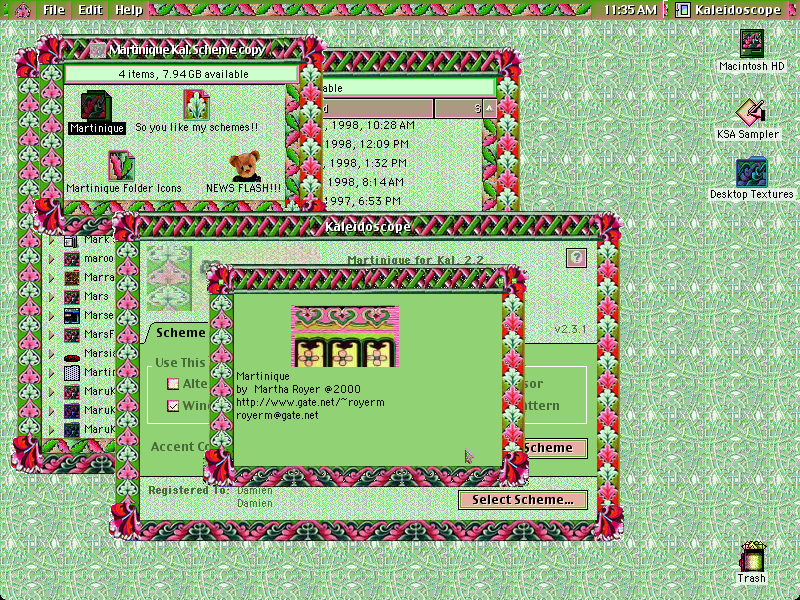 File Edit Help
11:35 AM
Kaleidoscope
Martinique Kal.Scheme copy
4 items, 7.94 GB available
Martinique
So you like my schemes!!
Martinique Folder Icons
NEWS FLASH!!!
able
d
S
, 1998, 10:28 AM
1998, 12:09 PM
, 1998, 1:32 PM
1998, 8:14 AM
1997, 6:53 PM
Macintosh HD
KSA Sampler
Desktop Textures
Trash
Mark
maroo
Marra
Mars
Marse
MarsF
Marsia
Martin
MaruK
MaruK
MaruK
Kaleidoscope
Martinique for Kal. 2.2
?
v2.3.1
Scheme
Use This
Alte
sor
Wind
attern
Accent Co
Scheme
Registered To: Damien
Damien
Select Scheme...
Martinique
by Martha Royer @2000
http://www.gate.net/~royerm
royerm@gate.net